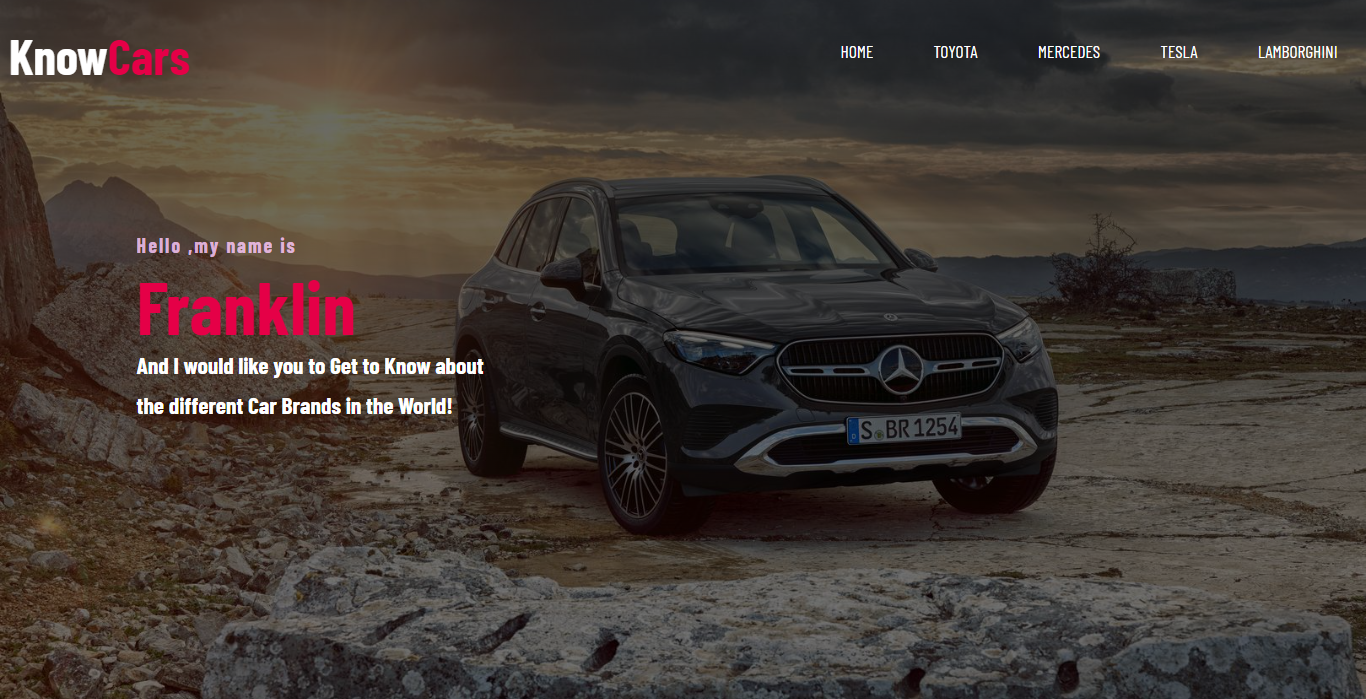 KnowCars
HOME TOYOTA MERCEDES TESLA LAMBORGHINI
Hello ,my name is
Franklin
And I would like you to Get to Know about
the different Car Brands in the World!
S BR 1254